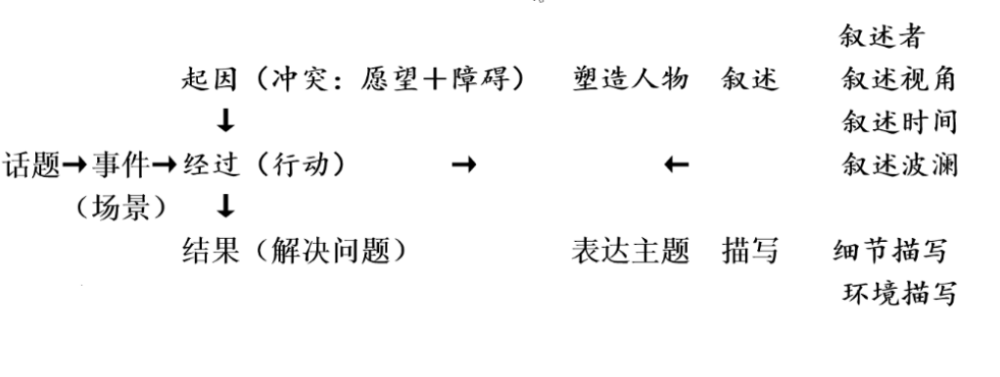 叙述者
起因（冲突：愿望＋障碍） 塑造人物 叙述 叙述视角
↓ 叙述时间
话题→事件→经过（行动） → ← 叙述波澜
（场景） ↓
结果（解决问题） 表达主题 描写 细节描写
环境描写